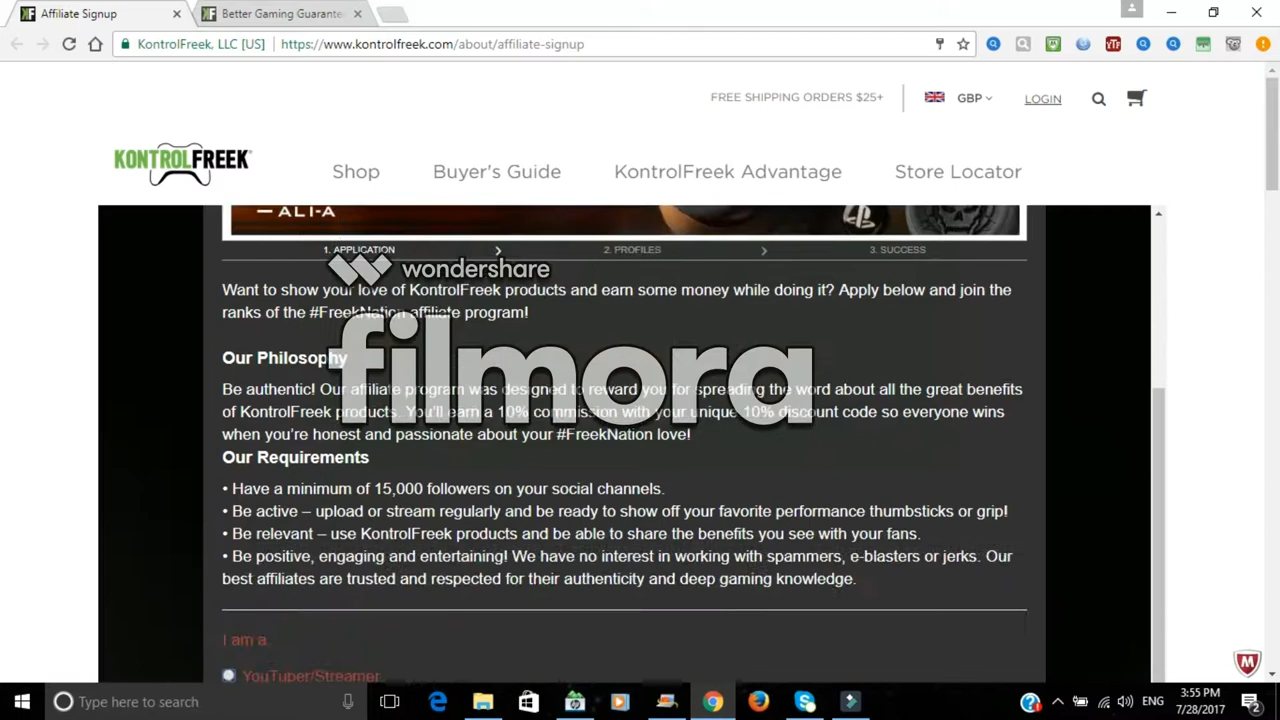 Affiliate Signup
Better Gaming Guarante
KontrolFreek, LLC [US]
https://www.kontrolfreek.com/about/affiliate-signup
FREE SHIPPING ORDERS $25+
GBP
LOGIN
KONTROLFREEK
Shop
Buyer's Guide
KontrolFreek Advantage
Store Locator
— ALI-A
1. APPLICATION
2. PROFILES
3. SUCCESS
wondershare
filmora
Want to show your love of KontrolFreek products and earn some money while doing it? Apply below and join the
ranks of the #FreekNation affiliate program!
Our Philosophy
Be authentic! Our affiliate program was designed to reward you for spreading the word about all the great benefits
of KontrolFreek products. You'll earn a 10% commission with your unique 10% discount code so everyone wins
when you're honest and passionate about your #FreekNation love!
Our Requirements
• Have a minimum of 15,000 followers on your social channels.
• Be active – upload or stream regularly and be ready to show off your favorite performance thumbsticks or grip!
• Be relevant – use KontrolFreek products and be able to share the benefits you see with your fans.
• Be positive, engaging and entertaining! We have no interest in working with spammers, e-blasters or jerks. Our
best affiliates are trusted and respected for their authenticity and deep gaming knowledge.
I am a
YouTuper/Streamer
Type here to search
ENG
3:55 PM
7/28/2017